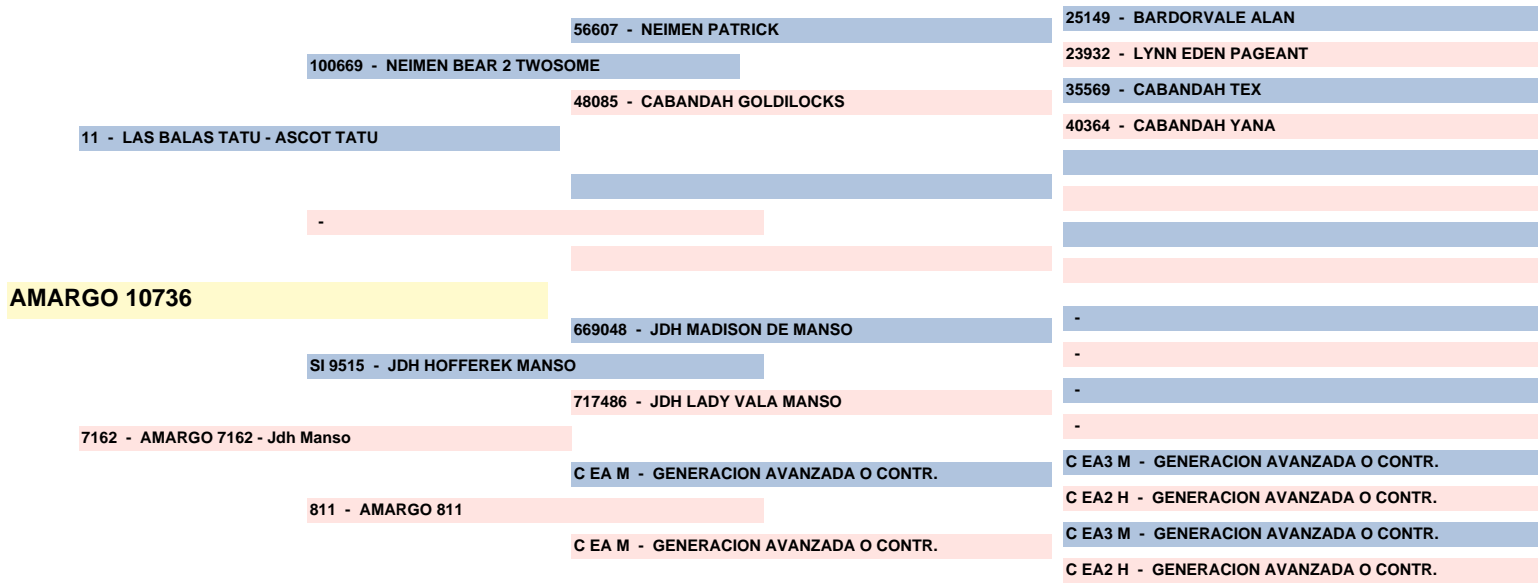 25149 - BARDORVALE ALAN
56607 - NEIMEN PATRICK
23932 - LYNN EDEN PAGEANT
100669 - NEIMEN BEAR 2 TWOSOME
35569 - CABANDAH TEX
48085 - CABANDAH GOLDILOCKS
40364 - CABANDAH YANA
11 - LAS BALAS TATU - ASCOT TATU
-
AMARGO 10736
-
669048 - JDH MADISON DE MANSO
-
SI 9515 - JDH HOFFEREK MANSO
-
717486 - JDH LADY VALA MANSO
-
7162 - AMARGO 7162 - Jdh Manso
C EA3 M - GENERACION AVANZADA O CONTR.
C EA M - GENERACION AVANZADA O CONTR.
C EA2 H - GENERACION AVANZADA O CONTR.
811 - AMARGO 811
C EA3 M - GENERACION AVANZADA O CONTR.
C EA M - GENERACION AVANZADA O CONTR.
C EA2 H - GENERACION AVANZADA O CONTR.